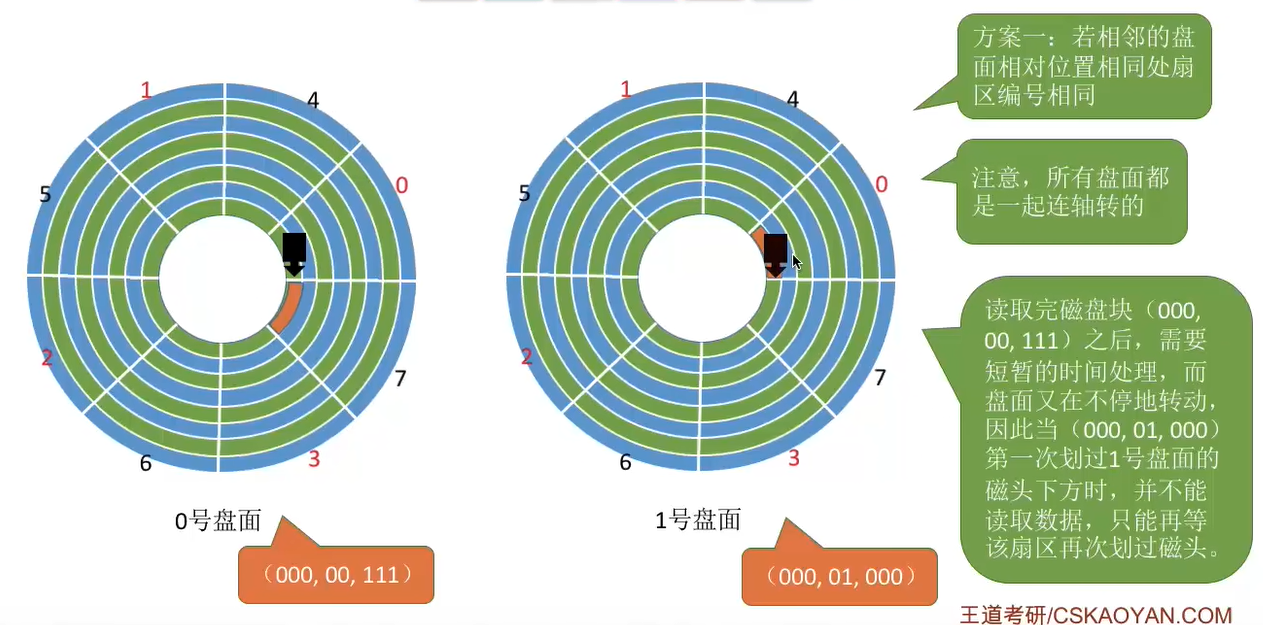 1
4
0
5
2
7
6
3
0号盘面
（000, 00, 111）
1
4
0
5
2
7
6
3
1号盘面
（000, 01, 000）
方案一：若相邻的盘
面相对位置相同处扇
区编号相同
注意，所有盘面都
是一起连轴转的
读取完磁盘块（000,
00, 111）之后，需要
短暂的时间处理，而
盘面又在不停地转动，
因此当（000, 01, 000）
第一次划过1号盘面的
磁头下方时，并不能
读取数据，只能再等
该扇区再次划过磁头。
王道考研/CSKAOYAN.COM